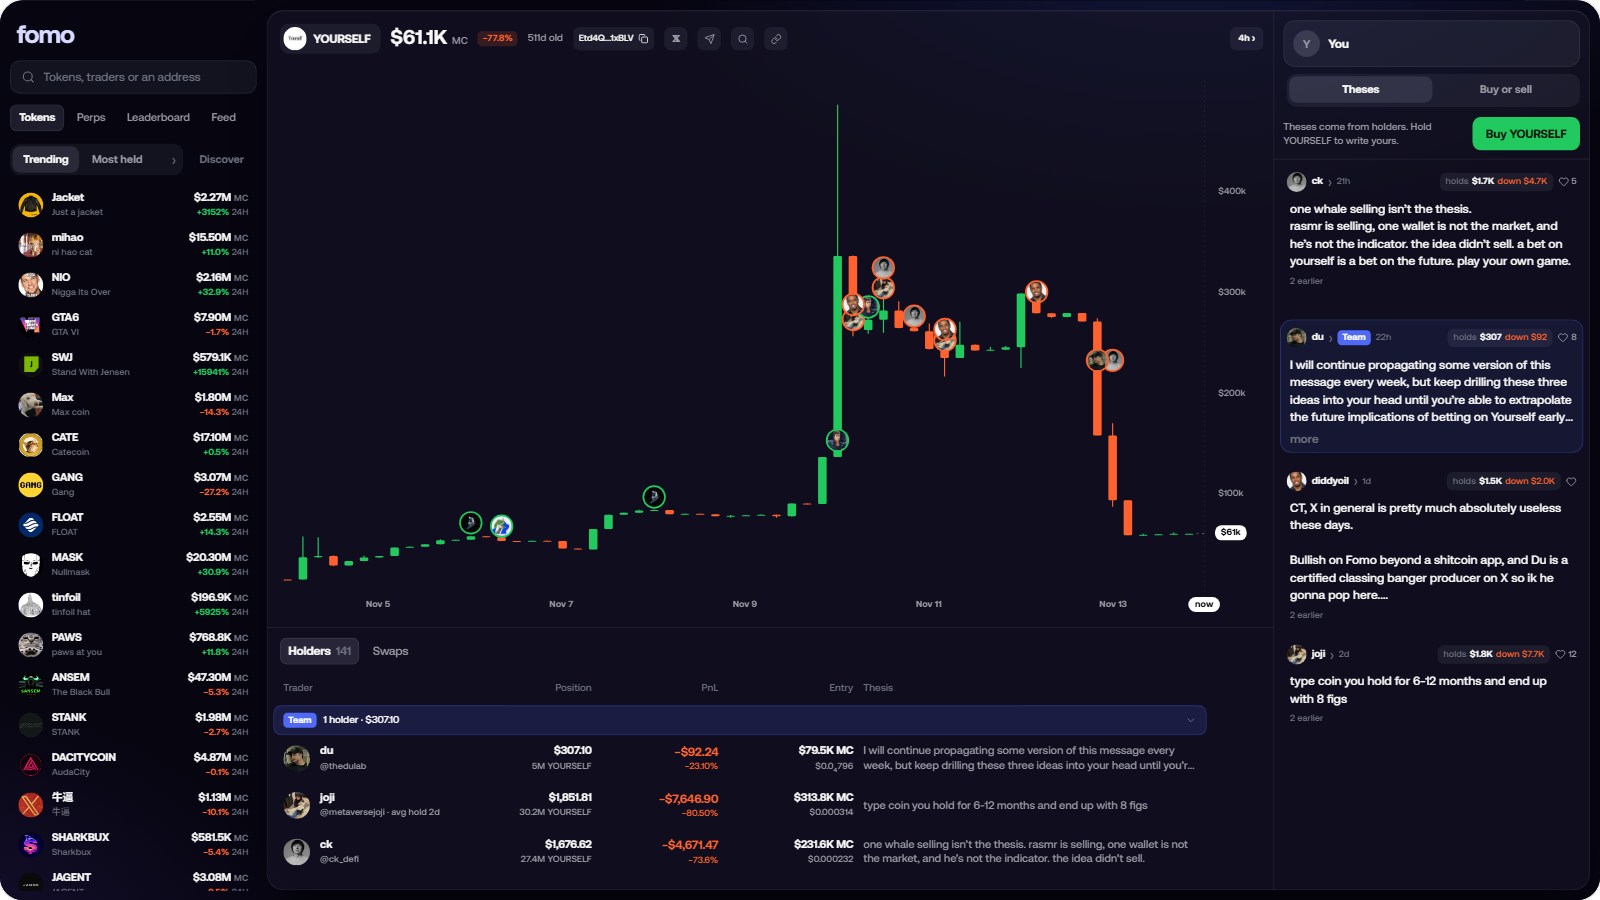 fomo
Tokens, traders or an address
Tokens Perps Leaderboard Feed
Trending Most held › Discover
Jacket $2.27M MC
Just a jacket +3152% 24H
mihao $15.50M MC
ni hao cat +11.0% 24H
NIO $2.16M MC
Nigga Its Over +32.9% 24H
GTA6 $7.90M MC
GTA VI -1.7% 24H
SWJ $579.1K MC
Stand With Jensen +15941% 24H
Max $1.80M MC
Max coin -14.3% 24H
CATE $17.10M MC
Catecoin +0.5% 24H
GANG
GANG $3.07M MC
Gang -27.2% 24H
FLOAT $2.55M MC
FLOAT +14.3% 24H
MASK $20.30M MC
Nullmask +30.9% 24H
tinfoil $196.9K MC
tinfoil hat +5925% 24H
PAWS $768.8K MC
paws at you +11.8% 24H
ANSEM $47.30M MC
The Black Bull -5.3% 24H
STANK $1.98M MC
STANK -2.7% 24H
DACITYCOIN $4.87M MC
AudaCity -0.1% 24H
牛逼 $1.13M MC
牛逼 -10.1% 24H
SHARKBUX $581.5K MC
Sharkbux -5.4% 24H
JAGENT $3.08M MC
YOURSELF $61.1K MC -77.8% 511d old Etd4Q...1xBLV 4h ›
$400k
$300k
$200k
$100k
$61k
Nov 5 Nov 7 Nov 9 Nov 11 Nov 13 now
Holders 141 Swaps
Trader Position PnL Entry Thesis
Team 1 holder · $307.10
du $307.10 -$92.24 $79.5K MC I will continue propagating some version of this message every
@thedulab 5M YOURSELF -23.10% $0.0₄796 week, but keep drilling these three ideas into your head until you'r...
joji $1,851.81 -$7,646.90 $313.8K MC type coin you hold for 6-12 months and end up with 8 figs
@metaversejoji · avg hold 2d 30.2M YOURSELF -80.50% $0.000314
ck $1,676.62 -$4,671.47 $231.6K MC one whale selling isn't the thesis. rasmr is selling, one wallet is not
@ck_defi 27.4M YOURSELF -73.6% $0.000232 the market, and he's not the indicator. the idea didn't sell.
Y You
Theses Buy or sell
Theses come from holders. Hold
YOURSELF to write yours.
Buy YOURSELF
ck › 21h holds $1.7K down $4.7K 5
one whale selling isn't the thesis.
rasmr is selling, one wallet is not the market, and
he's not the indicator. the idea didn't sell. a bet on
yourself is a bet on the future. play your own game.
2 earlier
du › Team 22h holds $307 down $92 8
I will continue propagating some version of this
message every week, but keep drilling these three
ideas into your head until you're able to extrapolate
the future implications of betting on Yourself early...
more
diddyoil › 1d holds $1.5K down $2.0K
CT, X in general is pretty much absolutely useless
these days.
Bullish on Fomo beyond a shitcoin app, and Du is a
certified classing banger producer on X so ik he
gonna pop here....
2 earlier
joji › 2d holds $1.8K down $7.7K 12
type coin you hold for 6-12 months and end up
with 8 figs
2 earlier